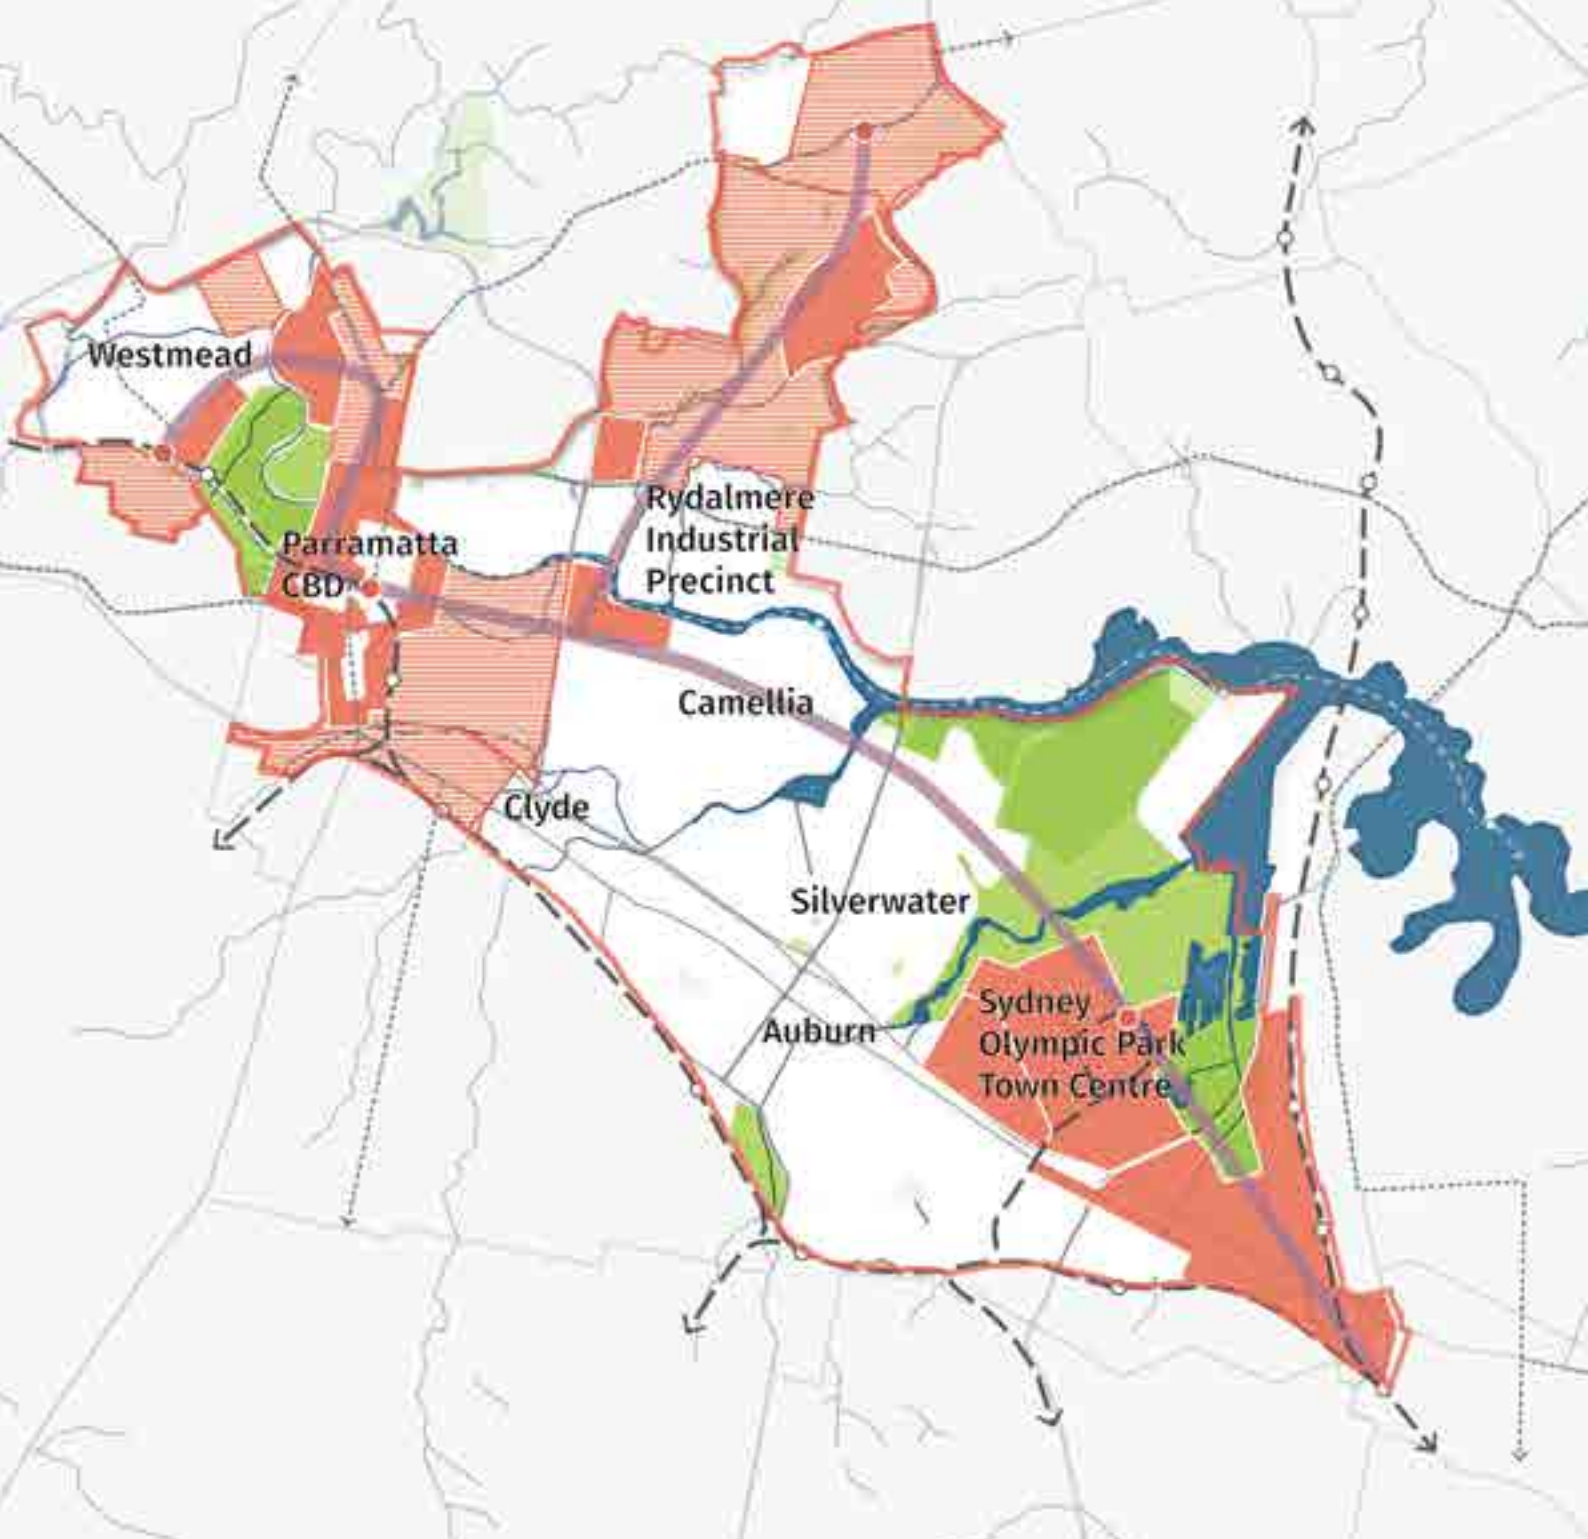 Westmead
Rydalmere
Industrial
Precinct
Parramatta
CBD
Camellia
Clyde
Silverwater
Sydney
Olympic Park
Town Centre
Auburn